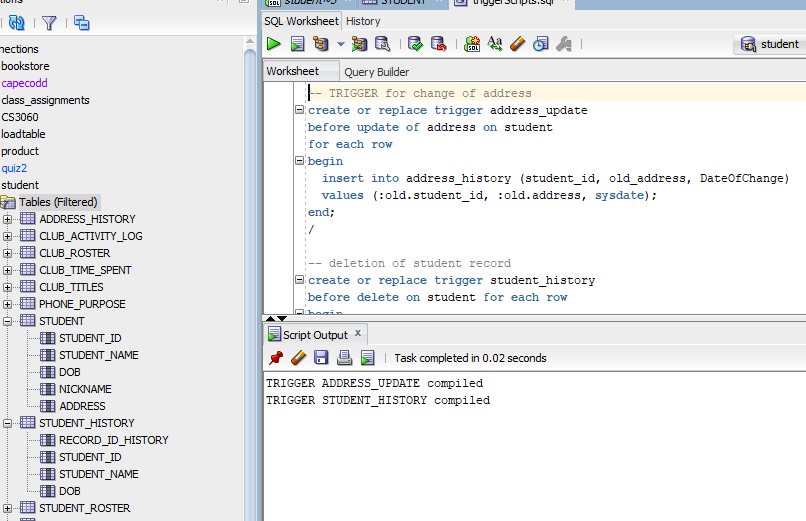 student~3
STUDENT
triggerScripts.sql
SQL Worksheet History
student
Worksheet Query Builder
bookstore
capecodd
class_assignments
CS3060
loadtable
product
quiz2
student
Tables (Filtered)
ADDRESS_HISTORY
CLUB_ACTIVITY_LOG
CLUB_ROSTER
CLUB_TIME_SPENT
CLUB_TITLES
PHONE_PURPOSE
STUDENT
STUDENT_ID
STUDENT_NAME
DOB
NICKNAME
ADDRESS
STUDENT_HISTORY
RECORD_ID_HISTORY
STUDENT_ID
STUDENT_NAME
DOB
STUDENT_ROSTER
-- TRIGGER for change of address
create or replace trigger address_update
before update of address on student
for each row
begin
insert into address_history (student_id, old_address, DateOfChange)
values (:old.student_id, :old.address, sysdate);
end;
/
-- deletion of student record
create or replace trigger student_history
before delete on student for each row
begin
Script Output x
Task completed in 0.02 seconds
TRIGGER ADDRESS_UPDATE compiled
TRIGGER STUDENT_HISTORY compiled